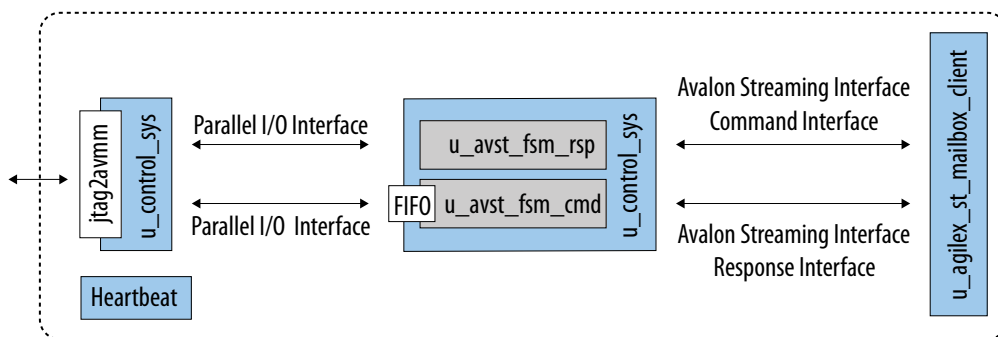 jtag2avmm
u_control_sys
Parallel I/O Interface
Parallel I/O Interface
Heartbeat
u_avst_fsm_rsp
FIFO
u_avst_fsm_cmd
u_control_sys
Avalon Streaming Interface
Command Interface
Avalon Streaming Interface
Response Interface
u_agilex_st_mailbox_client